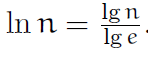 ln n = lg n / lg e.